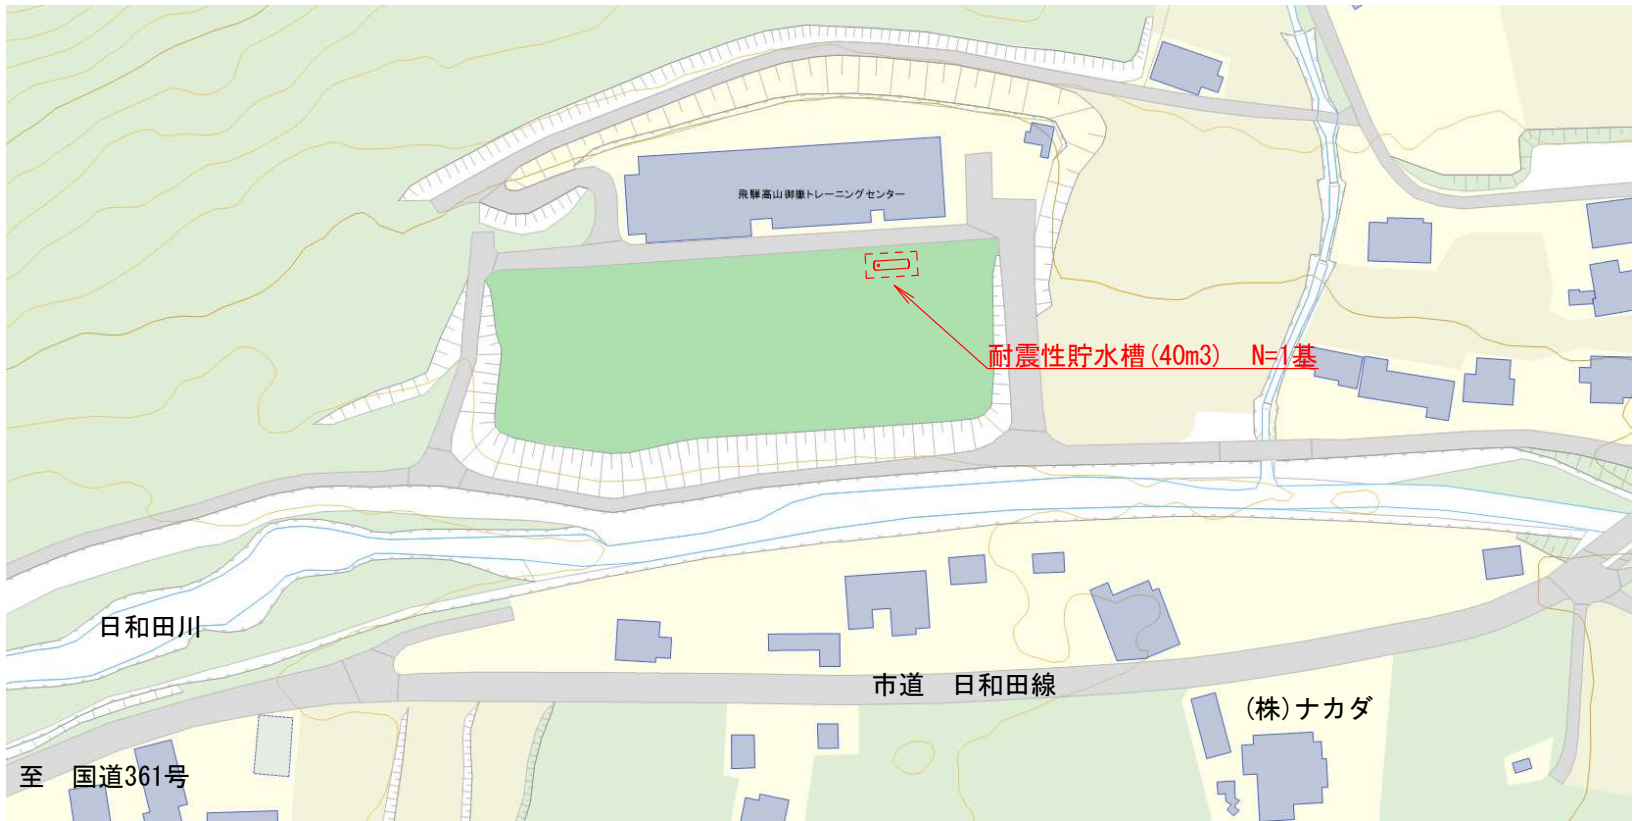 飛騨高山御嶽トレーニングセンター
耐震性貯水槽(40m3)　N=1基
日和田川
市道　日和田線
(株)ナカダ
至　国道361号